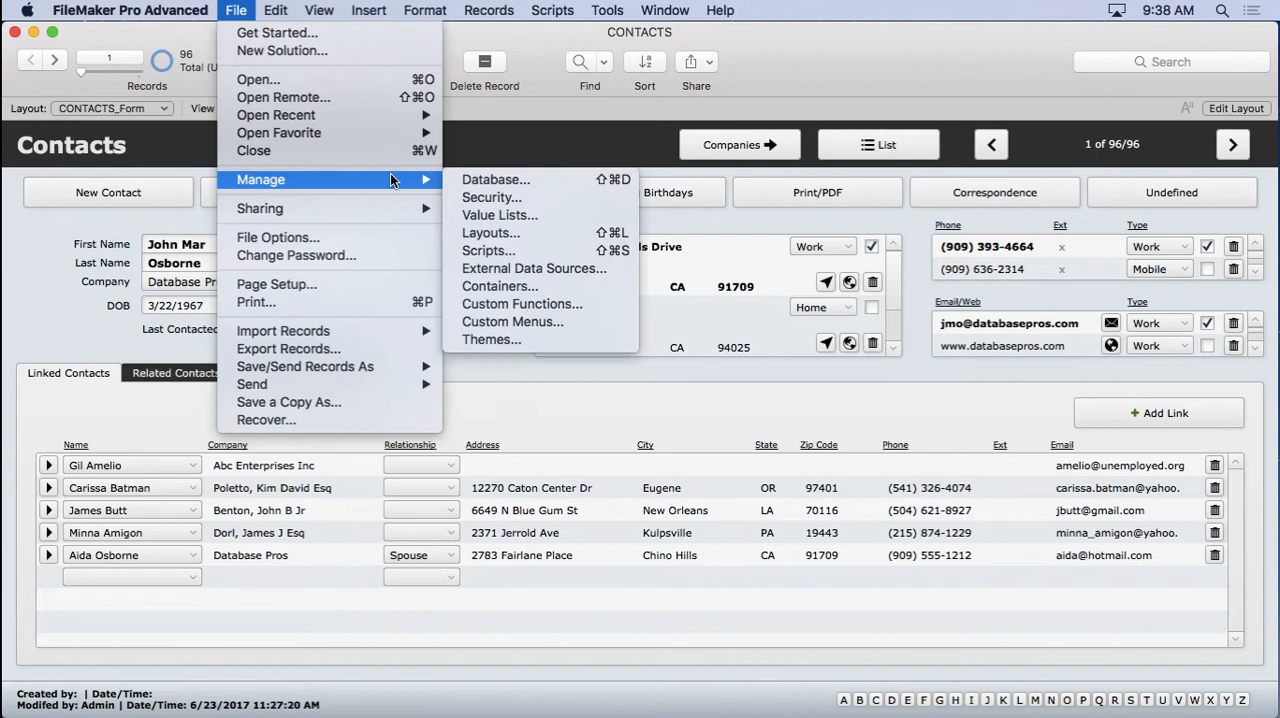 FileMaker Pro Advanced File Edit View Insert Format Records Scripts Tools Window Help 9:38 AM
CONTACTS
1
96
Total (U
Records
Delete Record
Find
Sort
Share
Search
Layout: CONTACTS_Form View
Edit Layout
Get Started...
New Solution...
Open... ⌘O
Open Remote... ⇧⌘O
Open Recent
Open Favorite
Close ⌘W
Manage
Sharing
File Options...
Change Password...
Page Setup...
Print... ⌘P
Import Records
Export Records...
Save/Send Records As
Send
Save a Copy As...
Recover...
Database... ⇧⌘D
Security...
Value Lists...
Layouts... ⇧⌘L
Scripts... ⇧⌘S
External Data Sources...
Containers...
Custom Functions...
Custom Menus...
Themes...
Contacts
Companies
List
1 of 96/96
New Contact
Birthdays
Print/PDF
Correspondence
Undefined
First Name John Mar
Last Name Osborne
Company Database Pro
DOB 3/22/1967
Last Contacted
s Drive Work
CA 91709
Home
CA 94025
Phone Ext Type
(909) 393-4664 x Work
(909) 636-2314 x Mobile
Email/Web Type
jmo@databasepros.com Work
www.databasepros.com Work
Linked Contacts
Related Contacts
+ Add Link
Name Company Relationship Address City State Zip Code Phone Ext Email
Gil Amelio Abc Enterprises Inc amelio@unemployed.org
Carissa Batman Poletto, Kim David Esq 12270 Caton Center Dr Eugene OR 97401 (541) 326-4074 carissa.batman@yahoo.
James Butt Benton, John B Jr 6649 N Blue Gum St New Orleans LA 70116 (504) 621-8927 jbutt@gmail.com
Minna Amigon Dorl, James J Esq 2371 Jerrold Ave Kulpsville PA 19443 (215) 874-1229 minna_amigon@yahoo.
Aida Osborne Database Pros Spouse 2783 Fairlane Place Chino Hills CA 91709 (909) 555-1212 aida@hotmail.com
Created by: | Date/Time:
Modifed by: Admin | Date/Time: 6/23/2017 11:27:20 AM
A B C D E F G H I J K L M N O P Q R S T U V W X Y Z